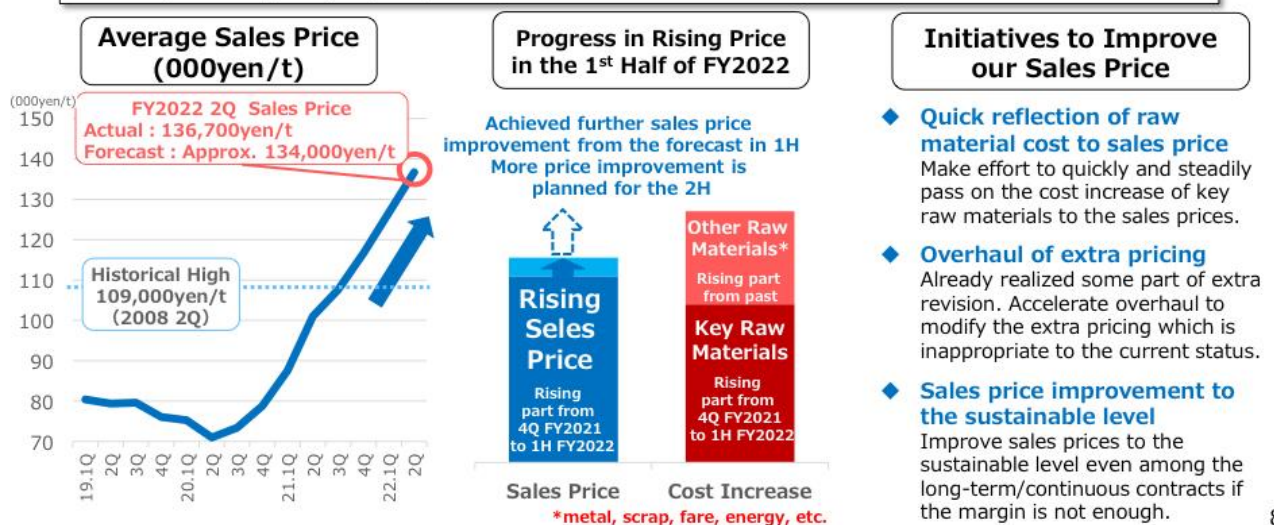 Average Sales Price
(000yen/t)
(000yen/t)
150
140
130
120
110
100
90
80
70
FY2022 2Q Sales Price
Actual : 136,700yen/t
Forecast : Approx. 134,000yen/t
Historical High
109,000yen/t
(2008 2Q)
19.1Q
2Q
3Q
4Q
20.1Q
2Q
3Q
4Q
21.1Q
2Q
3Q
4Q
22.1Q
2Q
Progress in Rising Price
in the 1st Half of FY2022
Achieved further sales price
improvement from the forecast in 1H
More price improvement is
planned for the 2H
Rising
Seles
Price
Rising
part from
4Q FY2021
to 1H FY2022
Other Raw
Materials*
Rising part
from past
Key Raw
Materials
Rising
part from
4Q FY2021
to 1H FY2022
Sales Price
Cost Increase
*metal, scrap, fare, energy, etc.
Initiatives to Improve
our Sales Price
◆ Quick reflection of raw
material cost to sales price
Make effort to quickly and steadily
pass on the cost increase of key
raw materials to the sales prices.
◆ Overhaul of extra pricing
Already realized some part of extra
revision. Accelerate overhaul to
modify the extra pricing which is
inappropriate to the current status.
◆ Sales price improvement to
the sustainable level
Improve sales prices to the
sustainable level even among the
long-term/continuous contracts if
the margin is not enough.